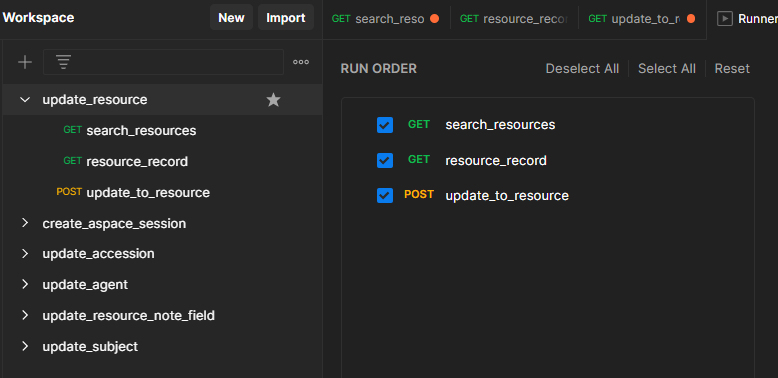 Workspace
New
Import
GET search_reso
GET resource_reco
GET update_to_r
Runner
RUN ORDER
Deselect All
Select All
Reset
update_resource
GET search_resources
GET resource_record
POST update_to_resource
create_aspace_session
update_accession
update_agent
update_resource_note_field
update_subject
GET search_resources
GET resource_record
POST update_to_resource